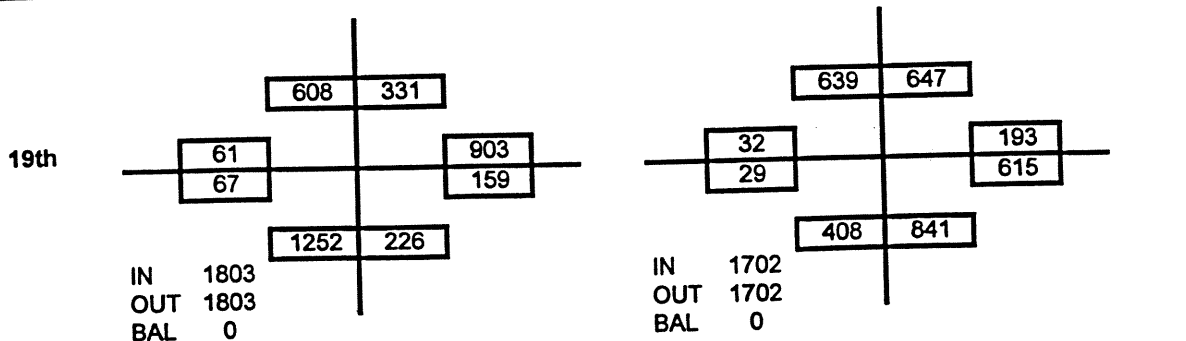 608 331
61
67
903
159
1252 226
IN 1803
OUT 1803
BAL 0
19th
639 647
32
29
193
615
408 841
IN 1702
OUT 1702
BAL 0